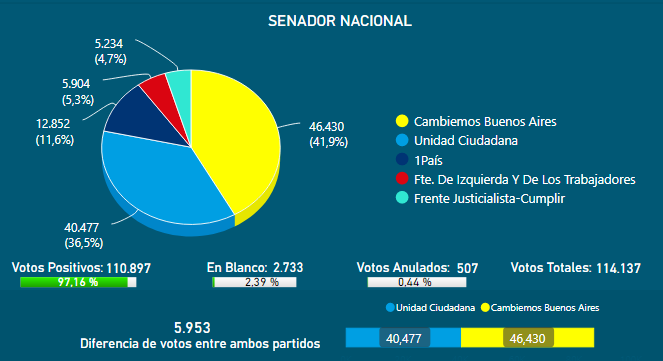 SENADOR NACIONAL
5.234
(4,7%)
5.904
(5,3%)
12.852
(11,6%)
46.430
(41,9%)
40.477
(36,5%)
Cambiemos Buenos Aires
Unidad Ciudadana
1País
Fte. De Izquierda Y De Los Trabajadores
Frente Justicialista-Cumplir
Votos Positivos: 110.897
97,16 %
En Blanco: 2.733
2,39 %
Votos Anulados: 507
0,44 %
Votos Totales: 114.137
5.953
Diferencia de votos entre ambos partidos
Unidad Ciudadana Cambiemos Buenos Aires
40,477 46,430